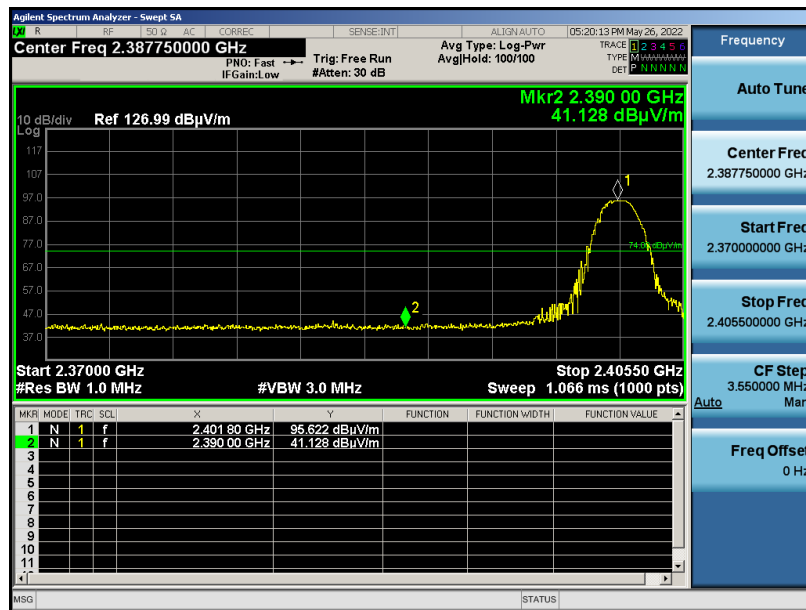 Agilent Spectrum Analyzer - Swept SA
LXI R RF 50 Ω AC CORREC SENSE:INT ALIGN AUTO 05:20:13 PM May 26, 2022
Center Freq 2.387750000 GHz
PNO: Fast
IFGain:Low
Trig: Free Run
#Atten: 30 dB
Avg Type: Log-Pwr
Avg|Hold: 100/100
TRACE 1 2 3 4 5 6
TYPE M
DET P N N N N N
Mkr2 2.390 00 GHz
41.128 dBµV/m
10 dB/div Ref 126.99 dBµV/m
Log
117
107
97.0
87.0
77.0
67.0
57.0
47.0
37.0
1
2
Start 2.37000 GHz
Stop 2.40550 GHz
#Res BW 1.0 MHz
#VBW 3.0 MHz
Sweep 1.066 ms (1000 pts)
MKR MODE TRC SCL X Y FUNCTION FUNCTION WIDTH FUNCTION VALUE
1 N 1 f 2.401 80 GHz 95.622 dBµV/m
2 N 1 f 2.390 00 GHz 41.128 dBµV/m
3
4
5
6
7
8
9
10
11
MSG STATUS
Frequency
Auto Tune
Center Freq
2.387750000 GHz
Start Freq
2.370000000 GHz
Stop Freq
2.405500000 GHz
CF Step
3.550000 MHz
Auto Man
Freq Offset
0 Hz